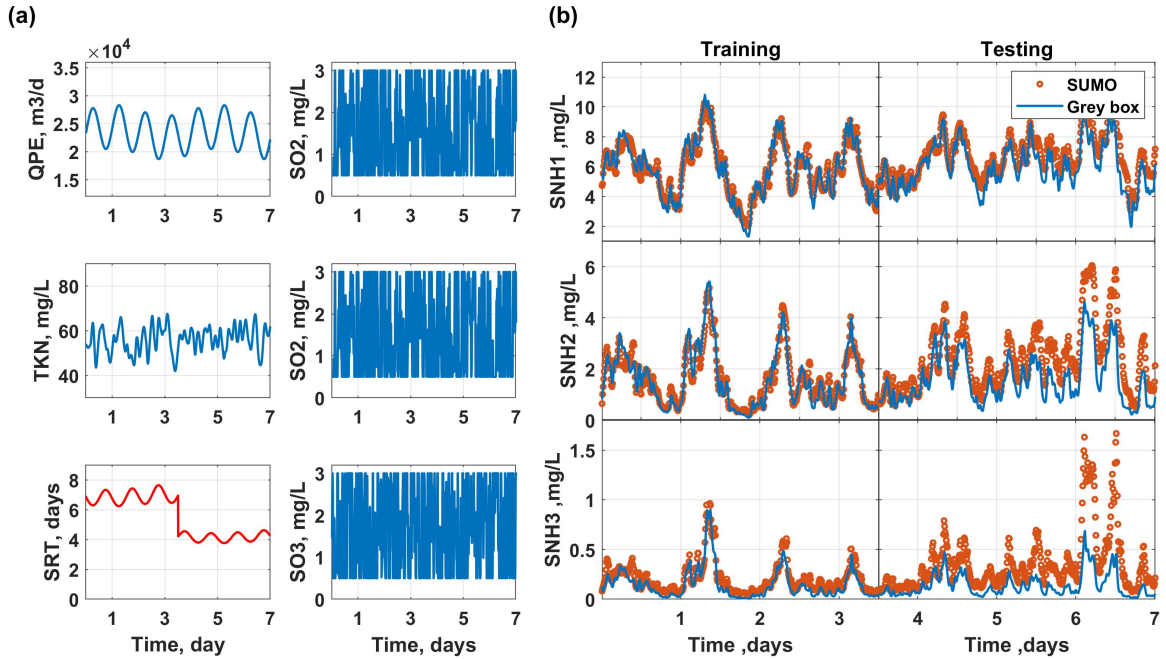 (a)
×10⁴
QPE, m3/d
3.5
3
2.5
2
1.5
1 3 5 7
SO2, mg/L
3
2
1
0
1 3 5 7
TKN, mg/L
80
60
40
1 3 5 7
SO2, mg/L
3
2
1
0
1 3 5 7
SRT, days
8
6
4
2
0
1 3 5 7
Time, day
SO3, mg/L
3
2
1
0
1 3 5 7
Time, days
(b)
Training Testing
SUMO
Grey box
SNH1 ,mg/L
12
10
8
6
4
2
SNH2 ,mg/L
6
4
2
0
SNH3 ,mg/L
1.5
1
0.5
0
1 2 3 4 5 6 7
Time ,days Time ,days